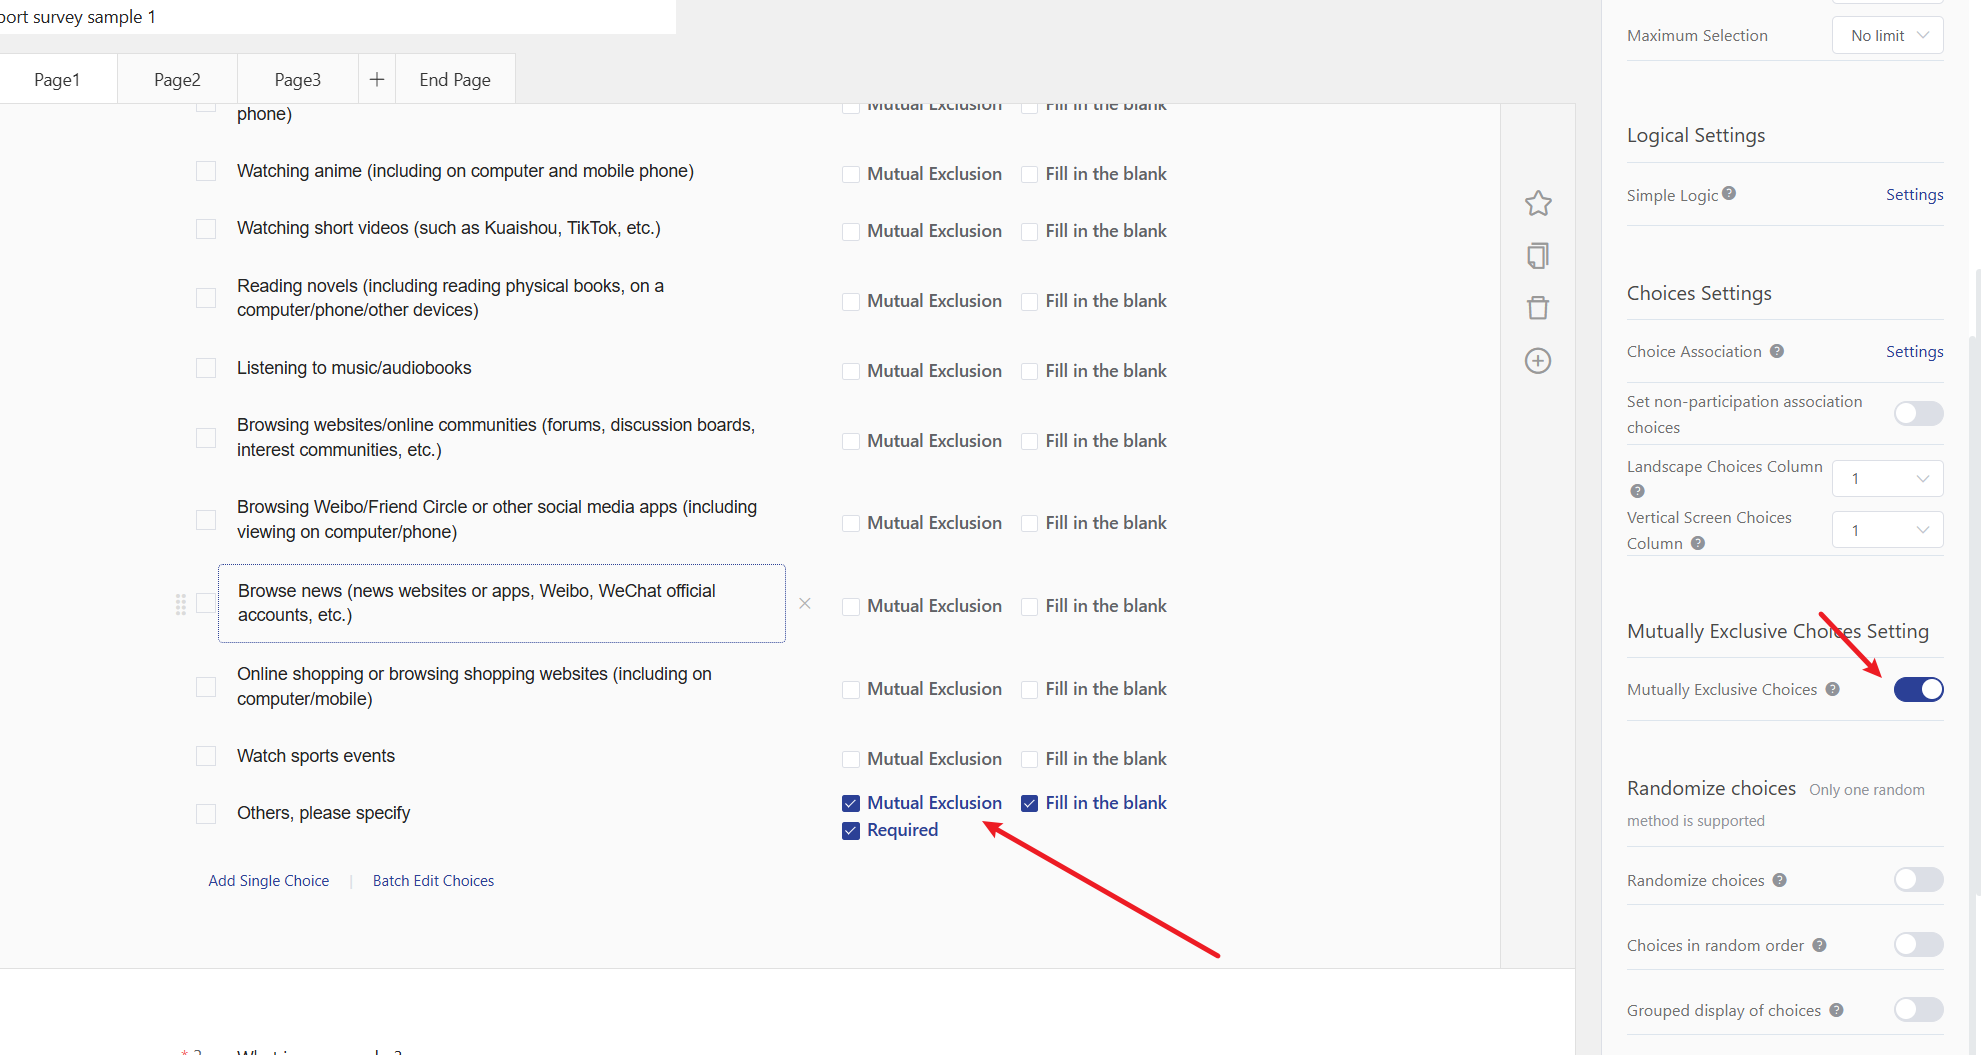 port survey sample 1
Page1
Page2
Page3
End Page
phone)
Mutual Exclusion Fill in the blank
Watching anime (including on computer and mobile phone)
Mutual Exclusion Fill in the blank
Watching short videos (such as Kuaishou, TikTok, etc.)
Mutual Exclusion Fill in the blank
Reading novels (including reading physical books, on a
computer/phone/other devices)
Mutual Exclusion Fill in the blank
Listening to music/audiobooks
Mutual Exclusion Fill in the blank
Browsing websites/online communities (forums, discussion boards,
interest communities, etc.)
Mutual Exclusion Fill in the blank
Browsing Weibo/Friend Circle or other social media apps (including
viewing on computer/phone)
Mutual Exclusion Fill in the blank
Browse news (news websites or apps, Weibo, WeChat official
accounts, etc.)
Mutual Exclusion Fill in the blank
Online shopping or browsing shopping websites (including on
computer/mobile)
Mutual Exclusion Fill in the blank
Watch sports events
Mutual Exclusion Fill in the blank
Others, please specify
Mutual Exclusion Fill in the blank
Required
Add Single Choice | Batch Edit Choices
Maximum Selection No limit
Logical Settings
Simple Logic Settings
Choices Settings
Choice Association Settings
Set non-participation association
choices
Landscape Choices Column 1
Vertical Screen Choices
Column 1
Mutually Exclusive Choices Setting
Mutually Exclusive Choices
Randomize choices Only one random
method is supported
Randomize choices
Choices in random order
Grouped display of choices